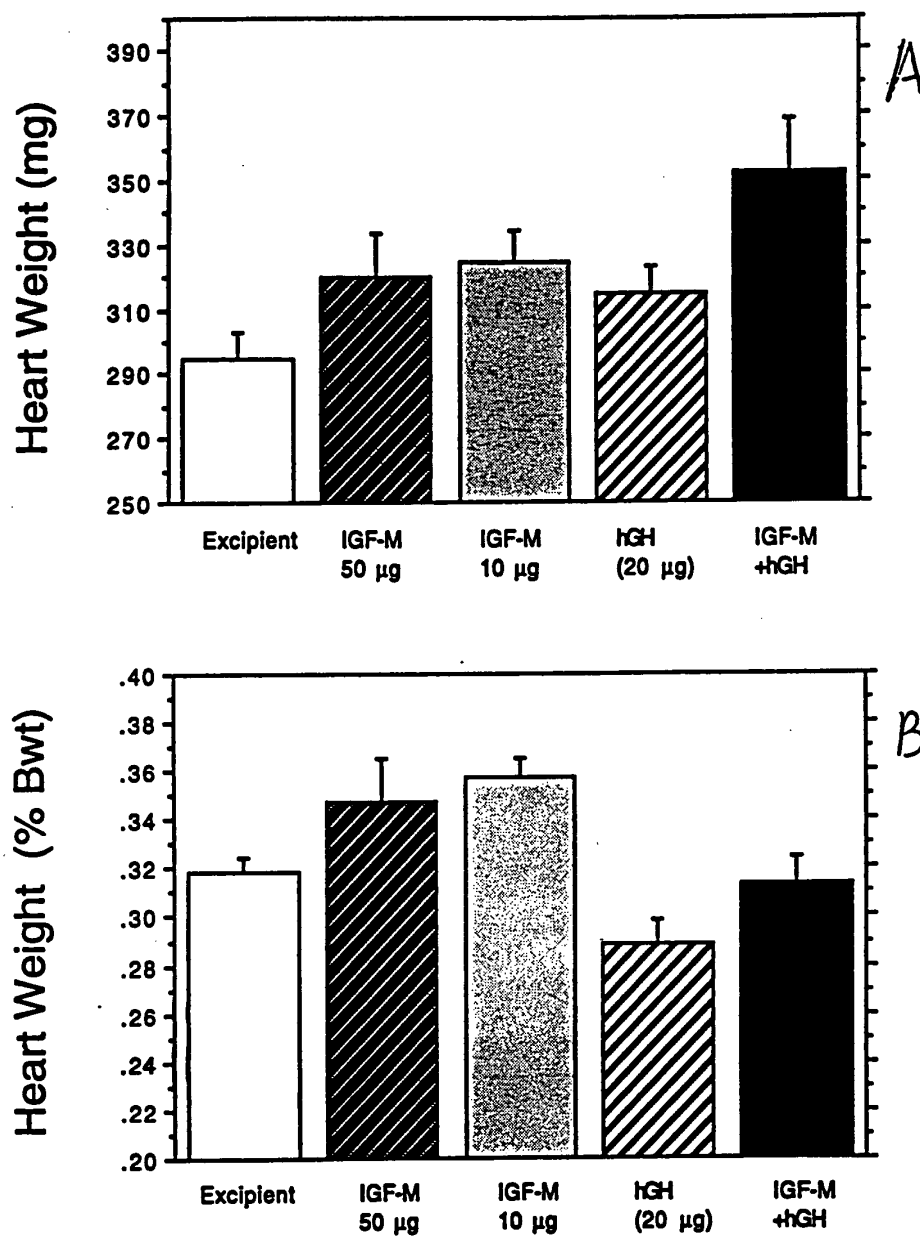 A
Heart Weight (mg)
390
370
350
330
310
290
270
250
Excipient IGF-M IGF-M hGH IGF-M
50 µg 10 µg (20 µg) +hGH
B
Heart Weight (% Bwt)
.40
.38
.36
.34
.32
.30
.28
.26
.24
.22
.20
Excipient IGF-M IGF-M hGH IGF-M
50 µg 10 µg (20 µg) +hGH